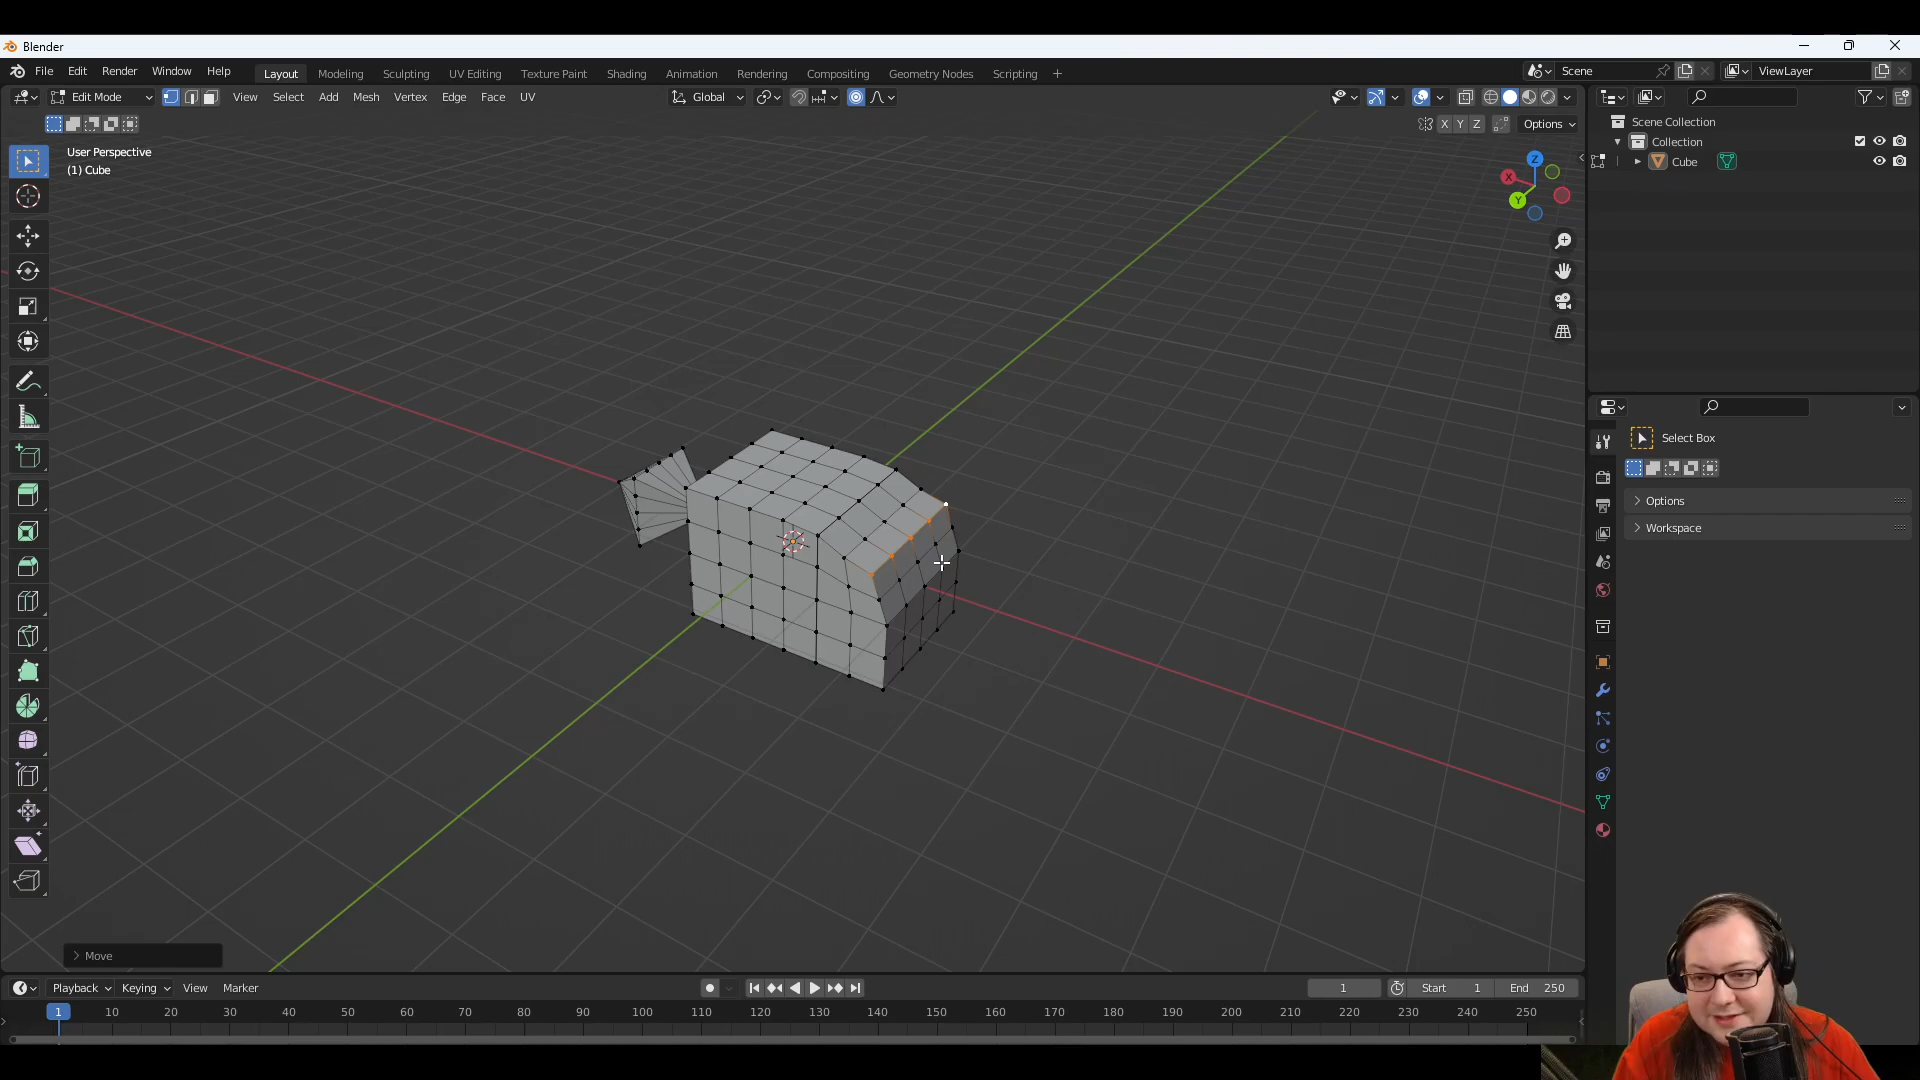 Blender
File Edit Render Window Help Layout Modeling Sculpting UV Editing Texture Paint Shading Animation Rendering Compositing Geometry Nodes Scripting + Scene ViewLayer
Edit Mode View Select Add Mesh Vertex Edge Face UV Global
X Y Z Options
User Perspective
(1) Cube
Z
X
Y
Scene Collection
Collection
Cube
Select Box
Options
Workspace
Move
Playback Keying View Marker 1 Start 1 End 250
1 10 20 30 40 50 60 70 80 90 100 110 120 130 140 150 160 170 180 190 200 210 220 230 240 250